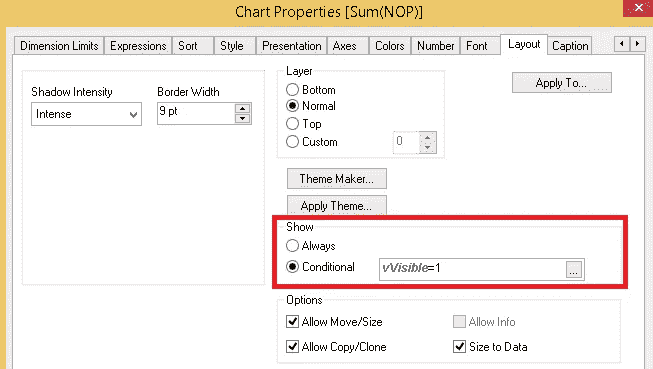 Chart Properties [Sum(NOP)]
Dimension Limits Expressions Sort Style Presentation Axes Colors Number Font Layout Caption
Shadow Intensity Border Width
Intense 9 pt
Layer
Bottom
Normal
Top
Custom 0
Apply To...
Theme Maker...
Apply Theme...
Show
Always
Conditional vVisible=1 ...
Options
Allow Move/Size Allow Info
Allow Copy/Clone Size to Data